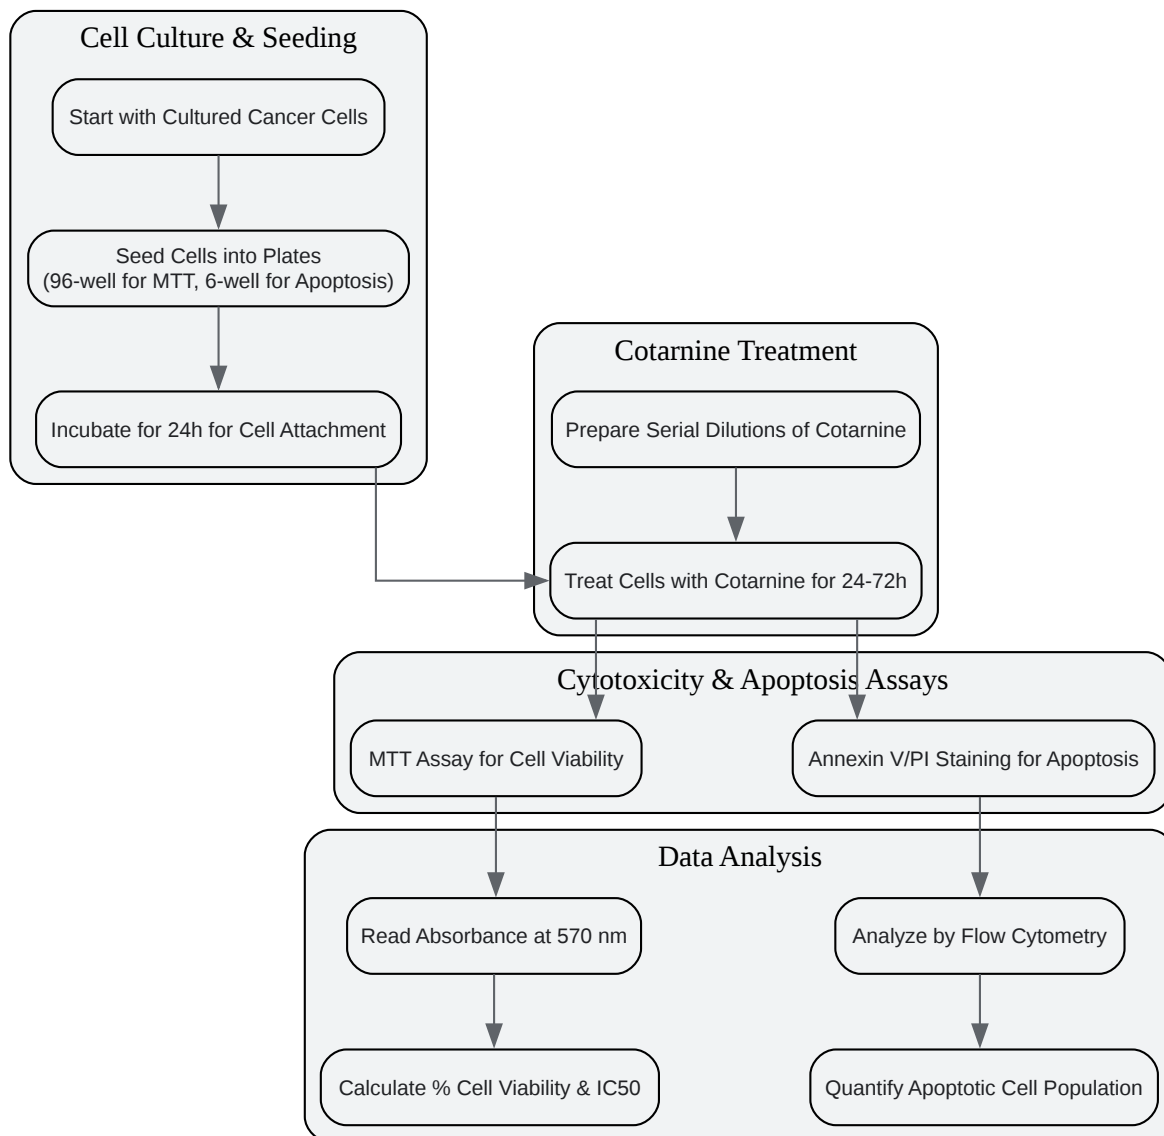 Cell Culture & Seeding
Start with Cultured Cancer Cells
Seed Cells into Plates
(96-well for MTT, 6-well for Apoptosis)
Incubate for 24h for Cell Attachment
Cotarnine Treatment
Prepare Serial Dilutions of Cotarnine
Treat Cells with Cotarnine for 24-72h
Cytotoxicity & Apoptosis Assays
MTT Assay for Cell Viability
Annexin V/PI Staining for Apoptosis
Data Analysis
Read Absorbance at 570 nm
Analyze by Flow Cytometry
Calculate % Cell Viability & IC50
Quantify Apoptotic Cell Population